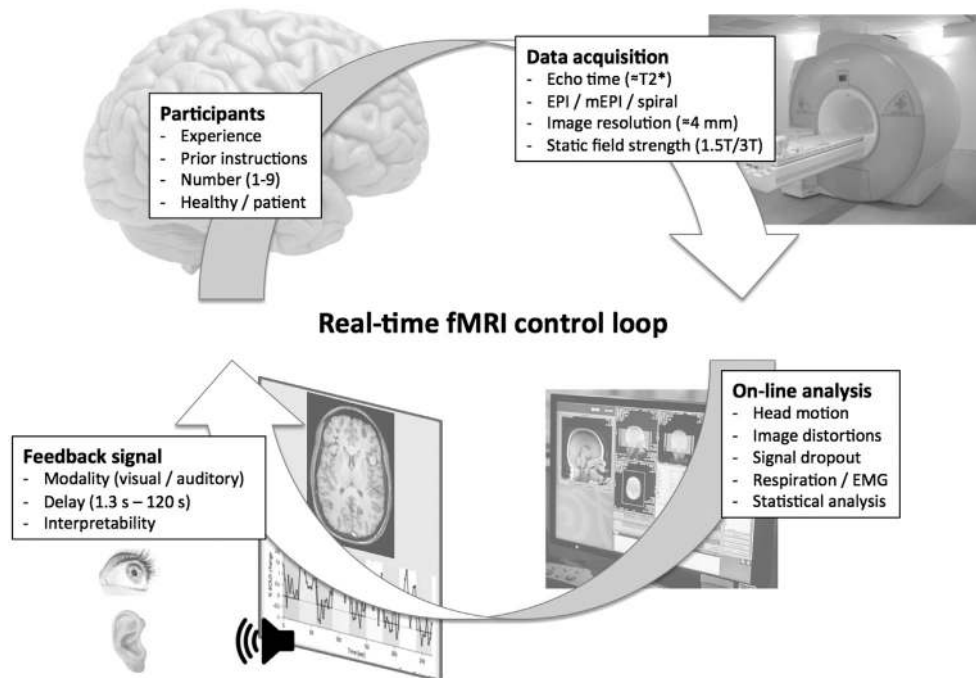 Data acquisition
- Echo time (≈T2*)
- EPI / mEPI / spiral
- Image resolution (≈4 mm)
- Static field strength (1.5T/3T)
Participants
- Experience
- Prior instructions
- Number (1-9)
- Healthy / patient
Real-time fMRI control loop
On-line analysis
- Head motion
- Image distortions
- Signal dropout
- Respiration / EMG
- Statistical analysis
Feedback signal
- Modality (visual / auditory)
- Delay (1.3 s – 120 s)
- Interpretability